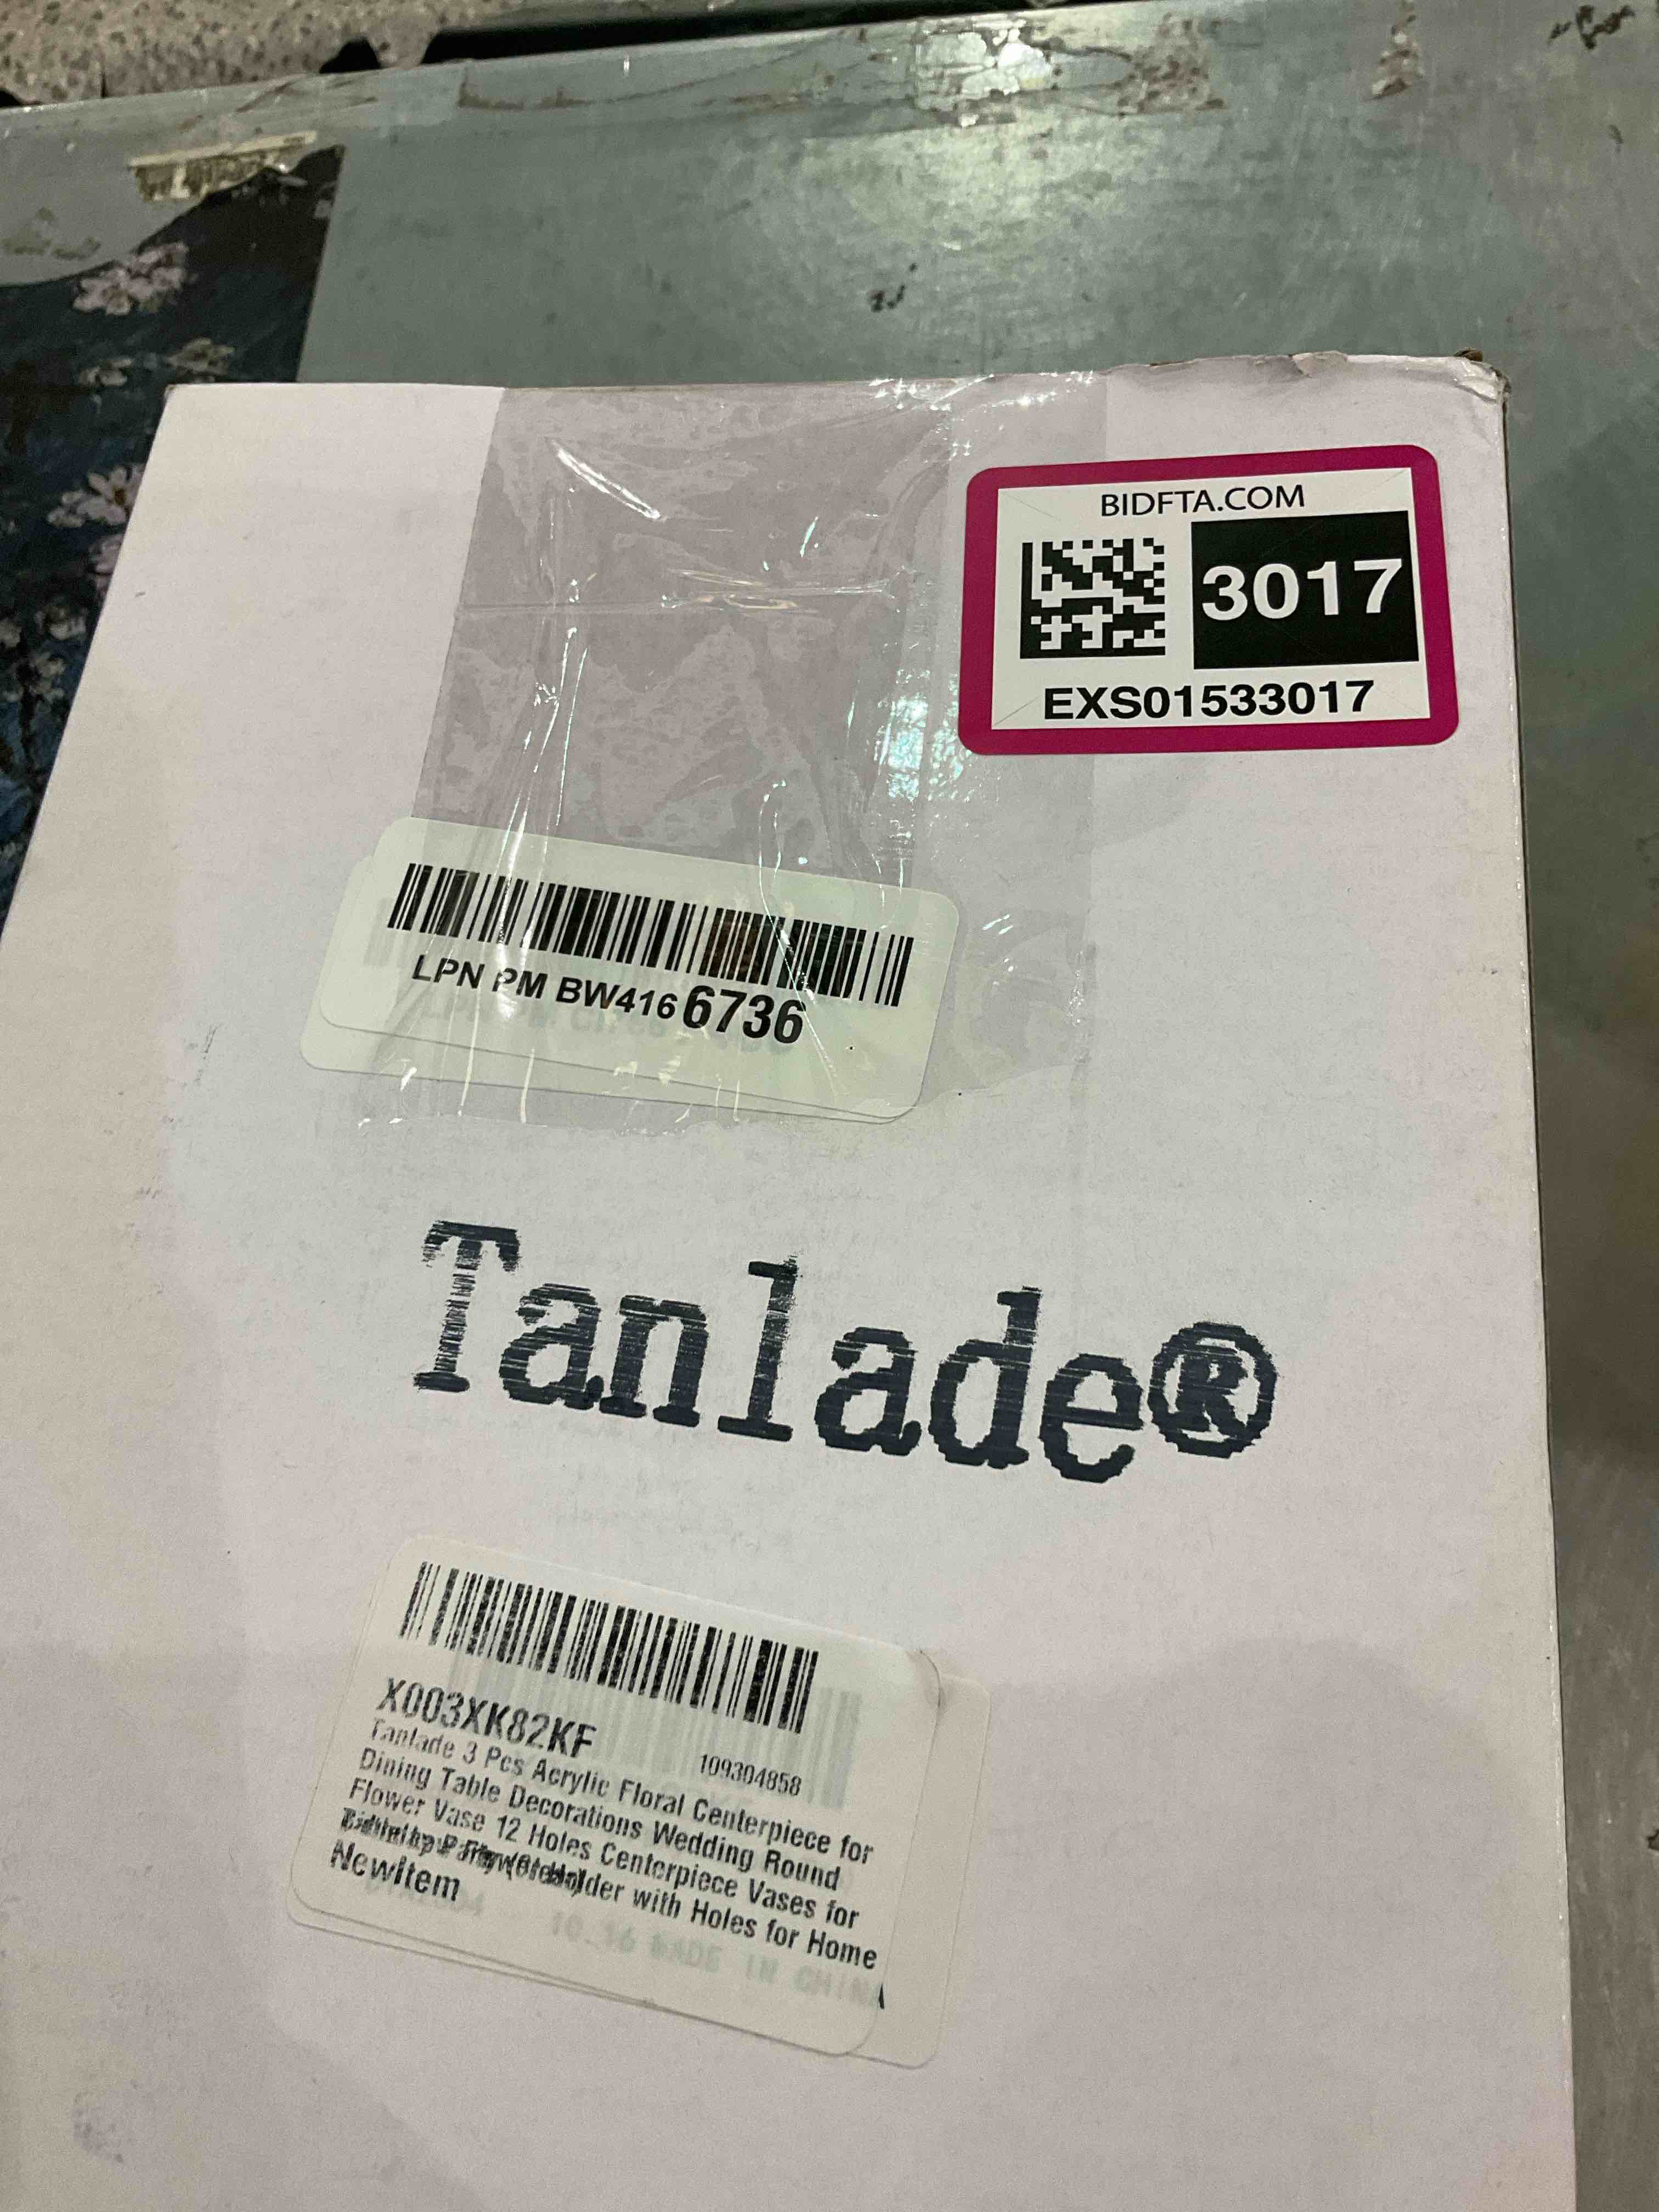 BIDFTA.COM
3017
EXS01533017
LPN PM BW416 6736
Tanlade®
X003XK82KF
109304858
Tanlade 3 Pcs Acrylic Floral Centerpiece for
Dining Table Decorations Wedding Round
Flower Vase 12 Holes Centerpiece Vases for
Holder with Holes for Home
NewItem
10.16 MADE IN CHINA